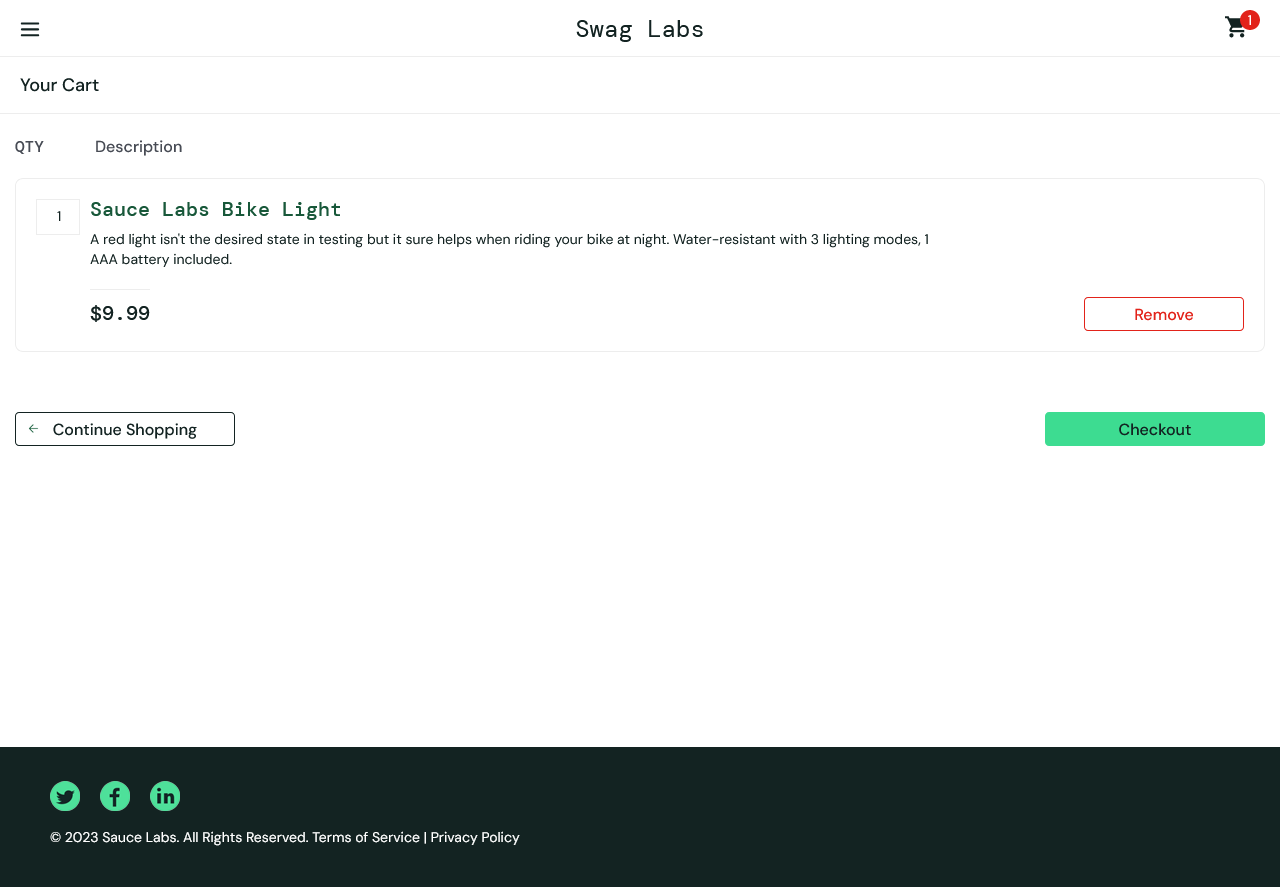 Swag Labs
1
Your Cart
QTY Description
1
Sauce Labs Bike Light
A red light isn't the desired state in testing but it sure helps when riding your bike at night. Water-resistant with 3 lighting modes, 1
AAA battery included.
$9.99
Remove
Continue Shopping
Checkout
© 2023 Sauce Labs. All Rights Reserved. Terms of Service | Privacy Policy